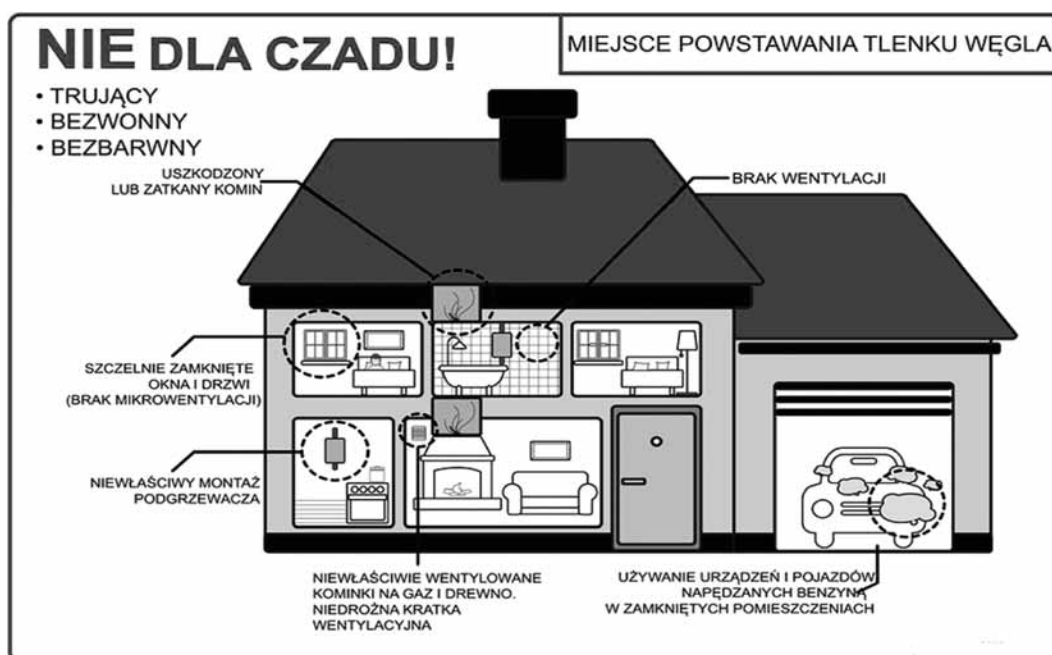 NIE DLA CZADU!
MIEJSCE POWSTAWANIA TLENKU WĘGLA
• TRUJĄCY
• BEZWONNY
• BEZBARWNY
USZKODZONY
LUB ZATKANY KOMIN
BRAK WENTYLACJI
SZCZELNIE ZAMKNIĘTE
OKNA I DRZWI
(BRAK MIKROWENTYLACJI)
NIEWŁAŚCIWY MONTAŻ
PODGRZEWACZA
NIEWŁAŚCIWIE WENTYLOWANE
KOMINKI NA GAZ I DREWNO.
NIEDROŻNA KRATKA
WENTYLACYJNA
UŻYWANIE URZĄDZEŃ I POJAZDÓW
NAPĘDZANYCH BENZYNĄ
W ZAMKNIĘTYCH POMIESZCZENIACH